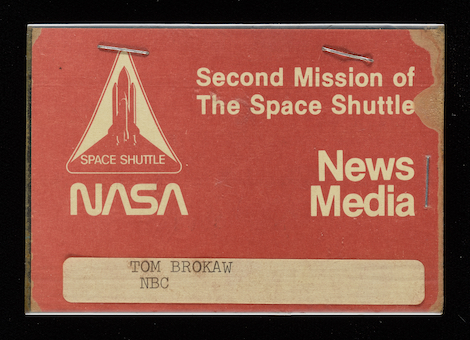 Second Mission of
The Space Shuttle
SPACE SHUTTLE
NASA
News
Media
TOM BROKAW
NBC